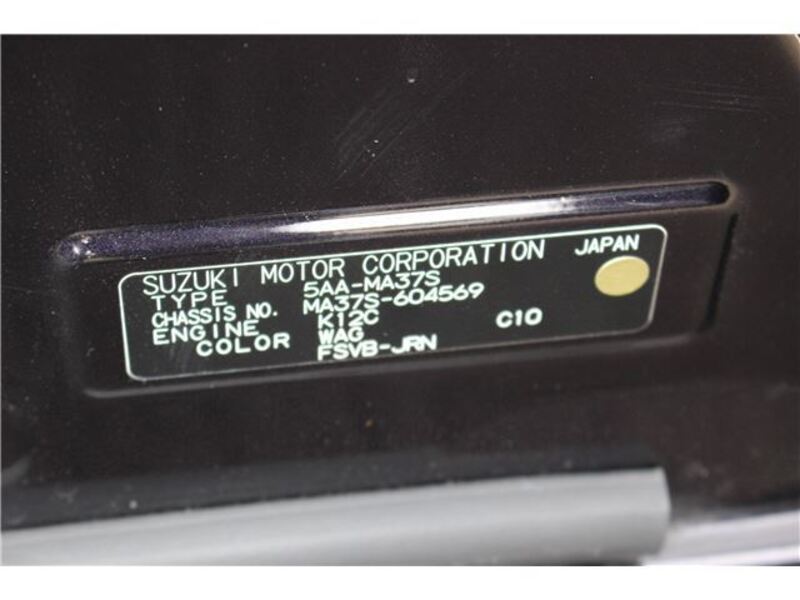 SUZUKI MOTOR CORPORATION JAPAN
TYPE 5AA-MA37S
CHASSIS NO. MA37S-604569
ENGINE K12C C10
COLOR WAG
FSVB-JRN